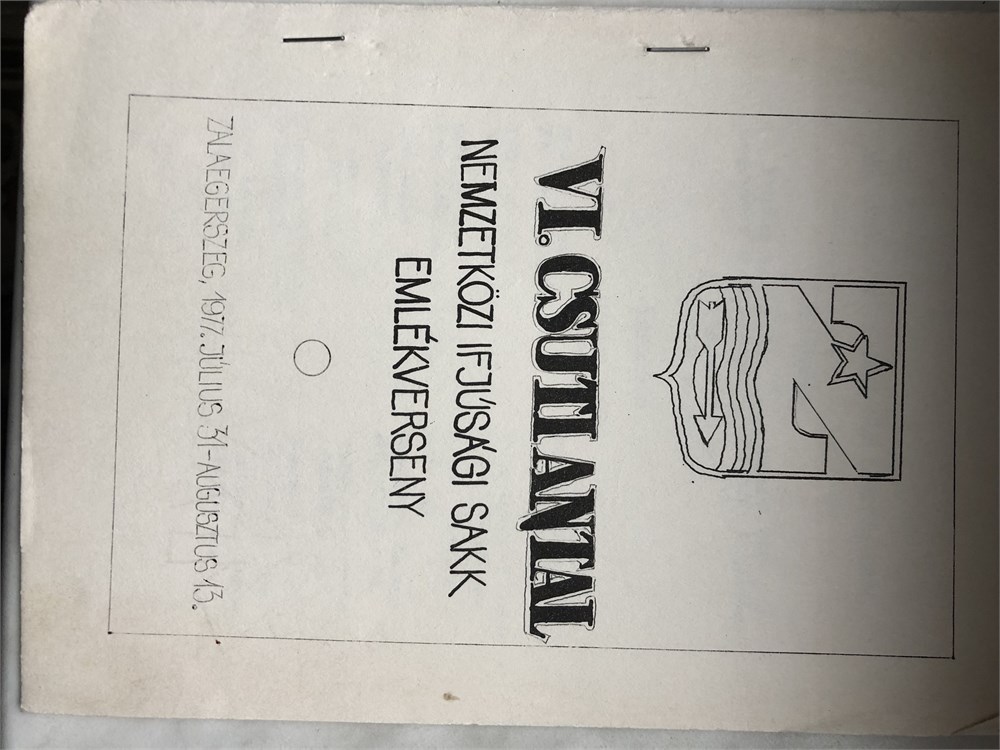 VI. CSUTI ANTAL
NEMZETKÖZI IFJÚSÁGI SAKK
EMLÉKVERSENY
ZALAEGERSZEG, 1977. JÚLIUS 31-AUGUSZTUS 13.